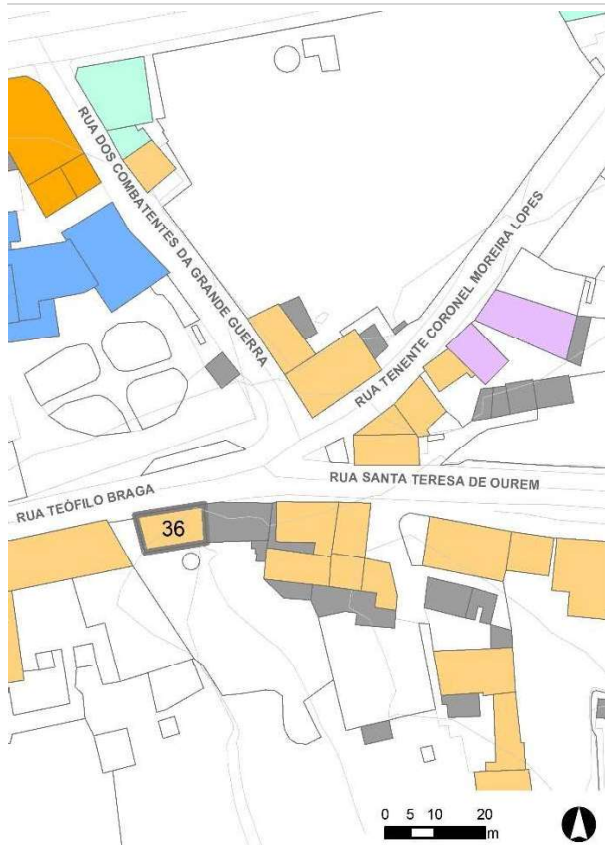 RUA DOS COMBATENTES DA GRANDE GUERRA
RUA TENENTE CORONEL MOREIRA LOPES
RUA SANTA TERESA DE OUREM
RUA TEÓFILO BRAGA
36
0 5 10 20
m